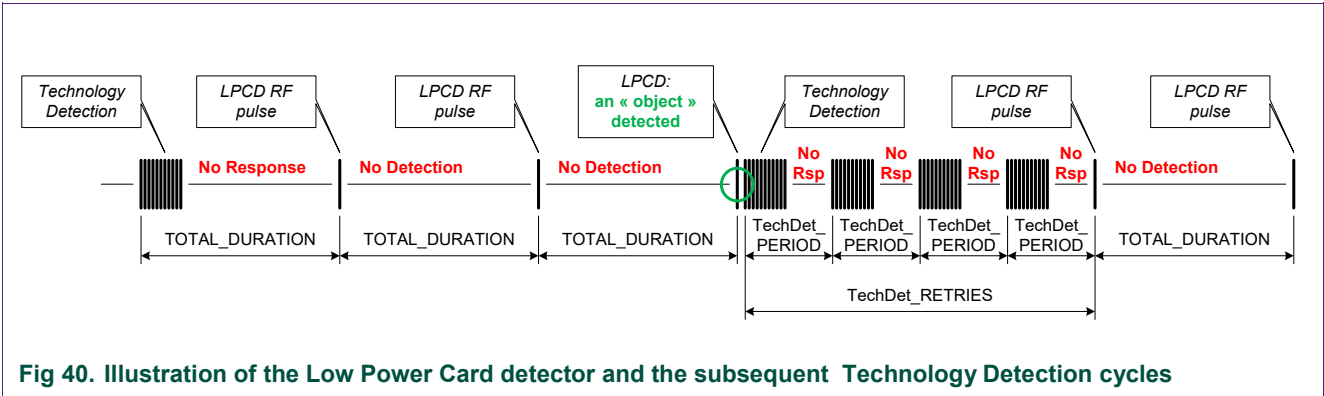 Technology
Detection
LPCD RF
pulse
LPCD RF
pulse
LPCD:
an « object »
detected
Technology
Detection
LPCD RF
pulse
LPCD RF
pulse
No Response
No Detection
No Detection
No
Rsp
No
Rsp
No
Rsp
No
Rsp
No Detection
TOTAL_DURATION
TOTAL_DURATION
TOTAL_DURATION
TechDet_
PERIOD
TechDet_
PERIOD
TechDet_
PERIOD
TechDet_
PERIOD
TOTAL_DURATION
TechDet_RETRIES
Fig 40. Illustration of the Low Power Card detector and the subsequent Technology Detection cycles